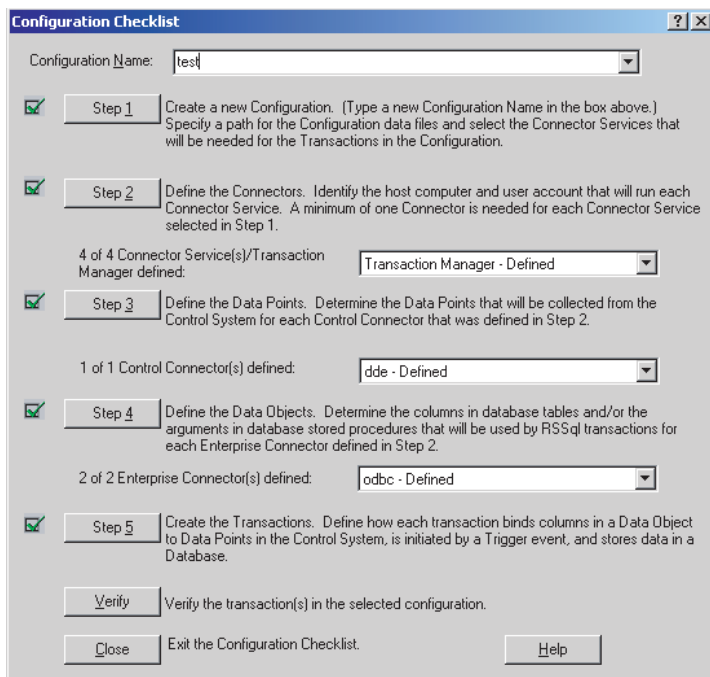 Configuration Checklist
Configuration Name:
test
Step 1
Create a new Configuration. (Type a new Configuration Name in the box above.)
Specify a path for the Configuration data files and select the Connector Services that
will be needed for the Transactions in the Configuration.
Step 2
Define the Connectors. Identify the host computer and user account that will run each
Connector Service. A minimum of one Connector is needed for each Connector Service
selected in Step 1.
4 of 4 Connector Service(s)/Transaction
Manager defined:
Transaction Manager - Defined
Step 3
Define the Data Points. Determine the Data Points that will be collected from the
Control System for each Control Connector that was defined in Step 2.
1 of 1 Control Connector(s) defined:
dde - Defined
Step 4
Define the Data Objects. Determine the columns in database tables and/or the
arguments in database stored procedures that will be used by RSSql transactions for
each Enterprise Connector defined in Step 2.
2 of 2 Enterprise Connector(s) defined:
odbc - Defined
Step 5
Create the Transactions. Define how each transaction binds columns in a Data Object
to Data Points in the Control System, is initiated by a Trigger event, and stores data in a
Database.
Verify
Verify the transaction(s) in the selected configuration.
Close
Exit the Configuration Checklist.
Help